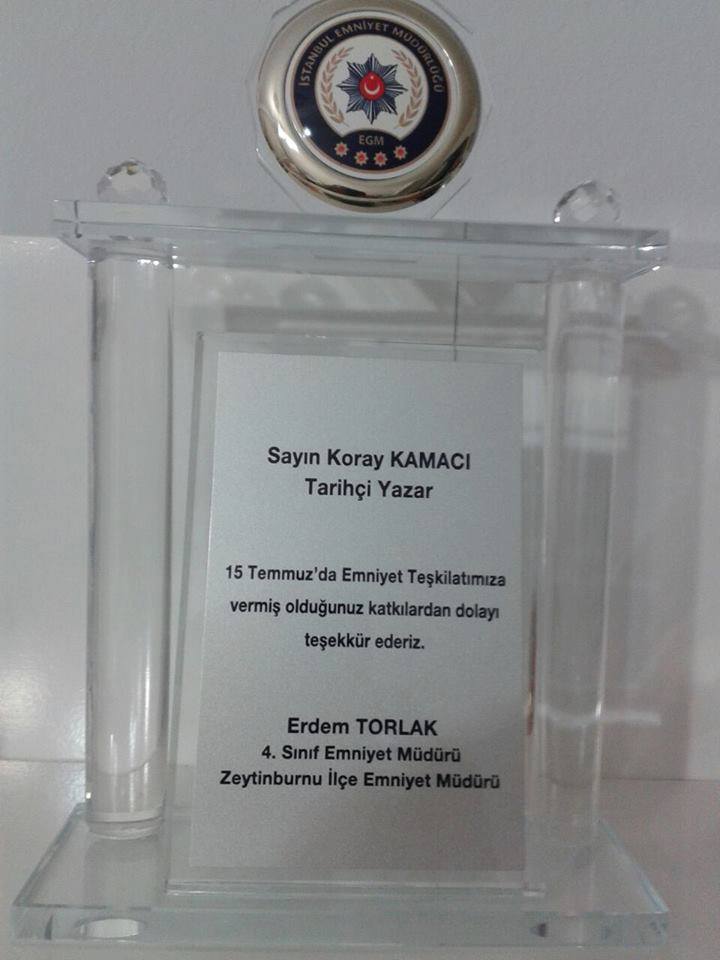 İSTANBUL EMNİYET MÜDÜRLÜĞÜ
EGM
Sayın Koray KAMACI
Tarihçi Yazar
15 Temmuz'da Emniyet Teşkilatımıza
vermiş olduğunuz katkılardan dolayı
teşekkür ederiz.
Erdem TORLAK
4. Sınıf Emniyet Müdürü
Zeytinburnu İlçe Emniyet Müdürü